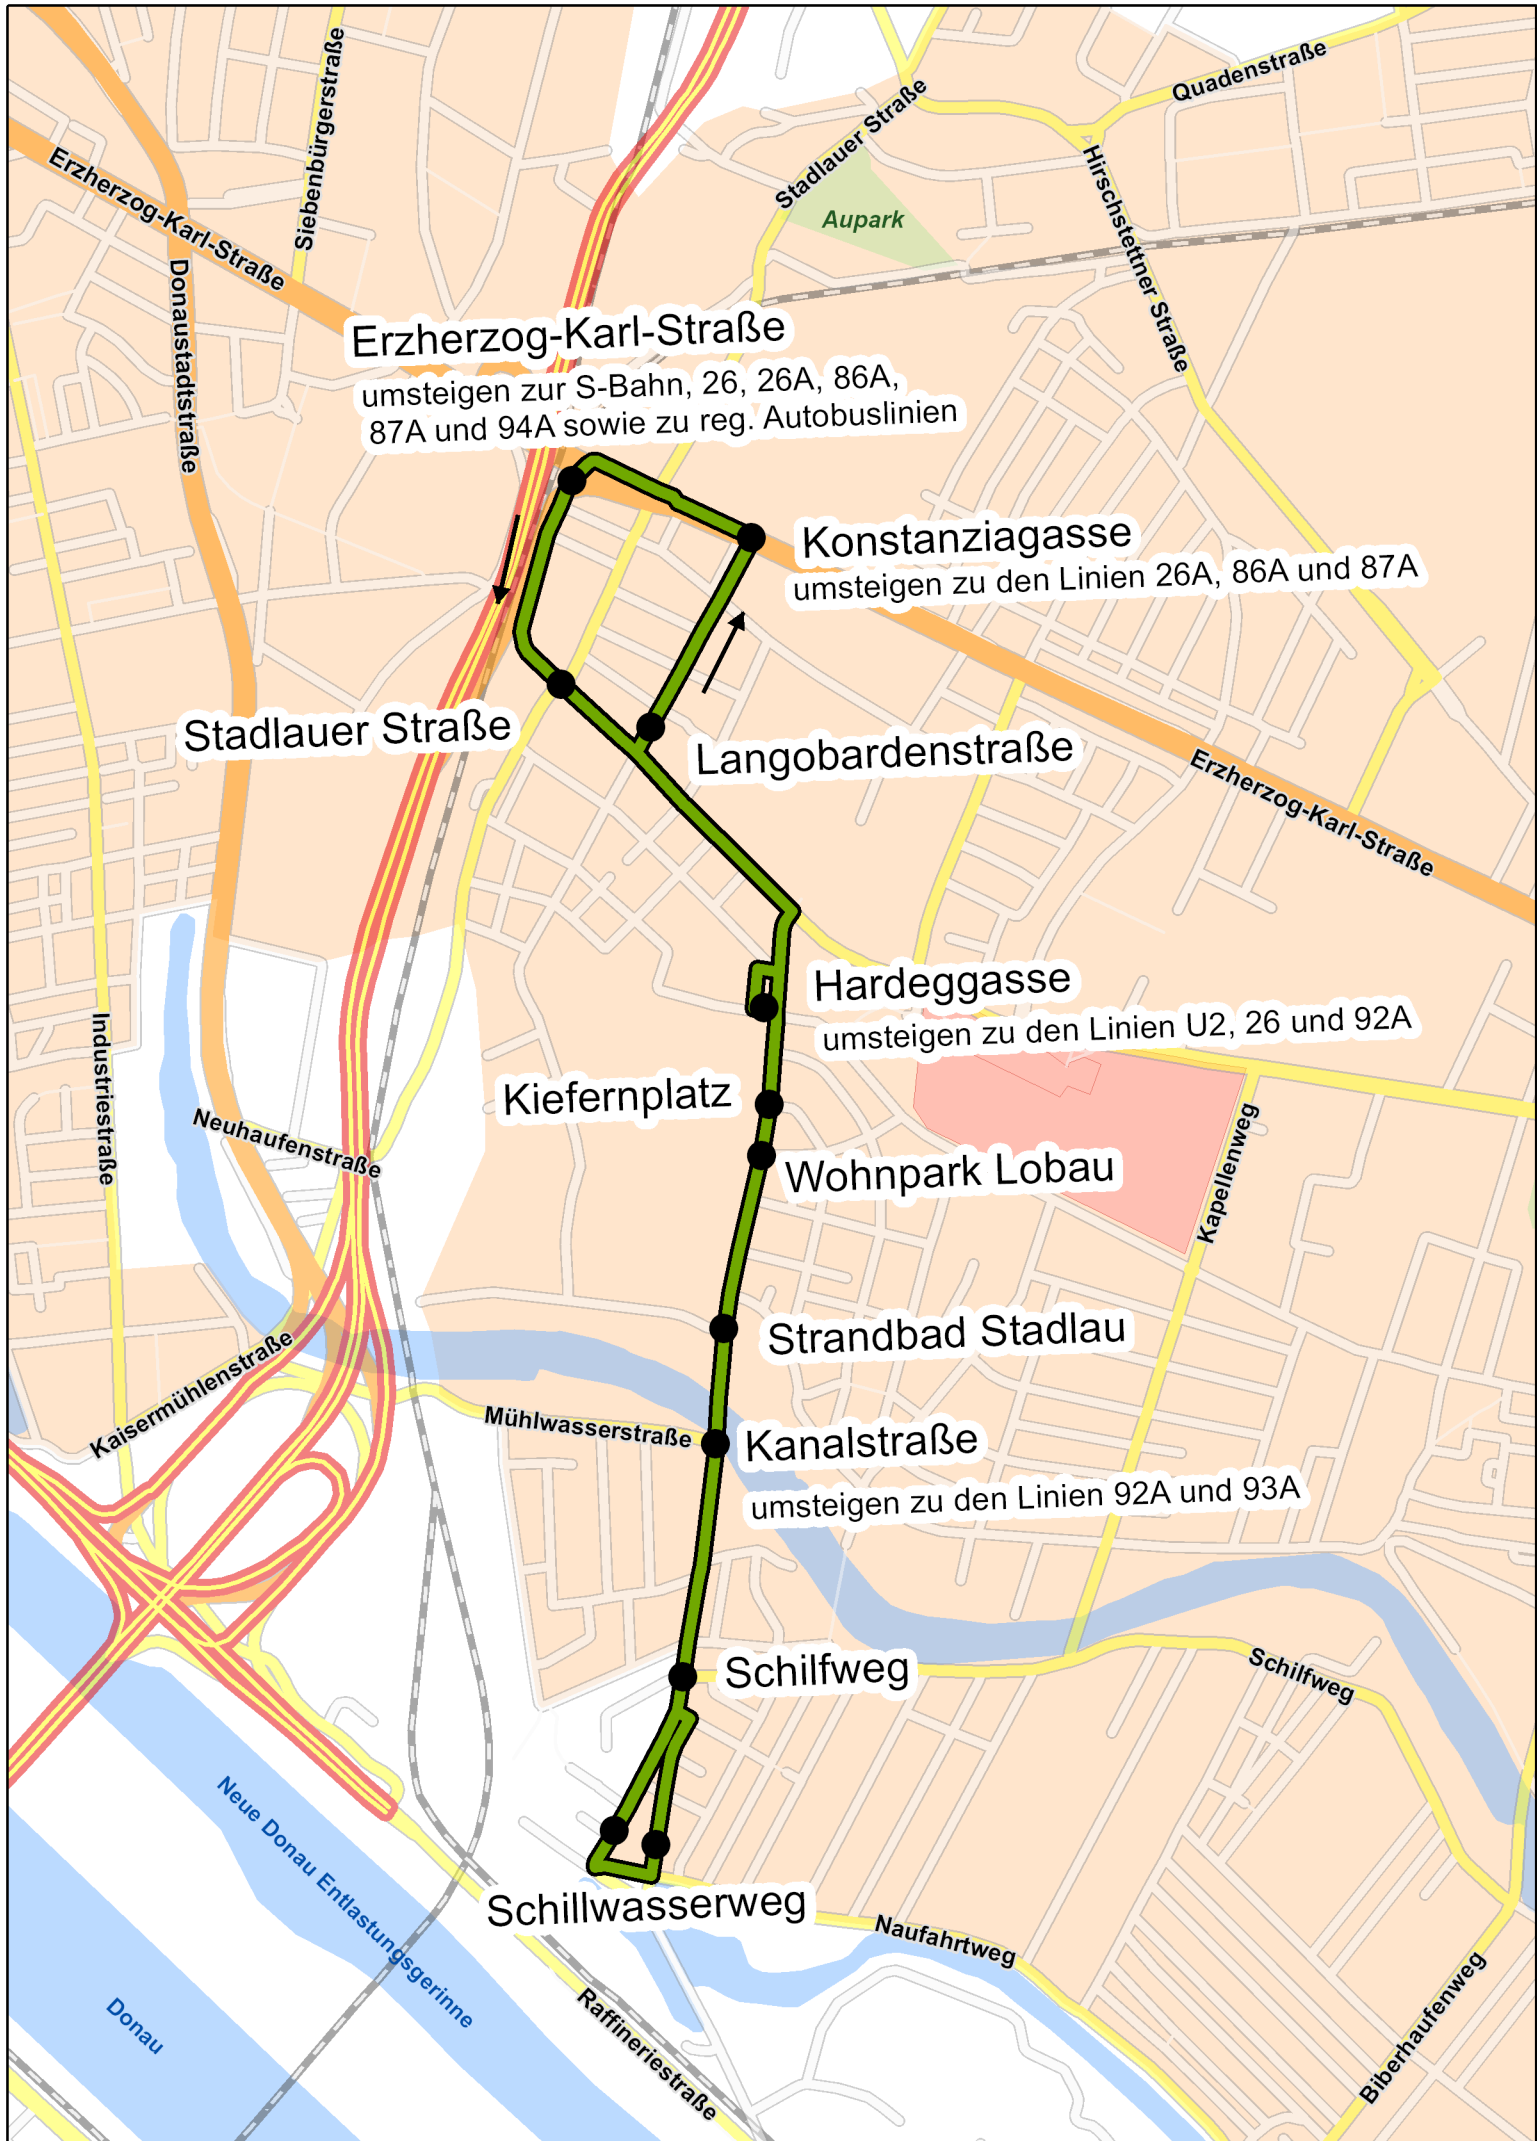 Siebenbürgerstraße
Quadenstraße
Stadlauer Straße
Erzherzog-Karl-Straße
Hirschstettner Straße
Aupark
Donaustadtstraße
Erzherzog-Karl-Straße
umsteigen zur S-Bahn, 26, 26A, 86A,
87A und 94A sowie zu reg. Autobuslinien
Konstanziagasse
umsteigen zu den Linien 26A, 86A und 87A
Stadlauer Straße
Langobardenstraße
Erzherzog-Karl-Straße
Hardeggasse
umsteigen zu den Linien U2, 26 und 92A
Industriestraße
Kiefernplatz
Neuhaufenstraße
Wohnpark Lobau
Kapellenweg
Strandbad Stadlau
Kaisermühlenstraße
Mühlwasserstraße
Kanalstraße
umsteigen zu den Linien 92A und 93A
Schilfweg
Schilfweg
Neue Donau Entlastungsgerinne
Schillwasserweg
Naufahrtweg
Donau
Raffineriestraße
Biberhaufenweg